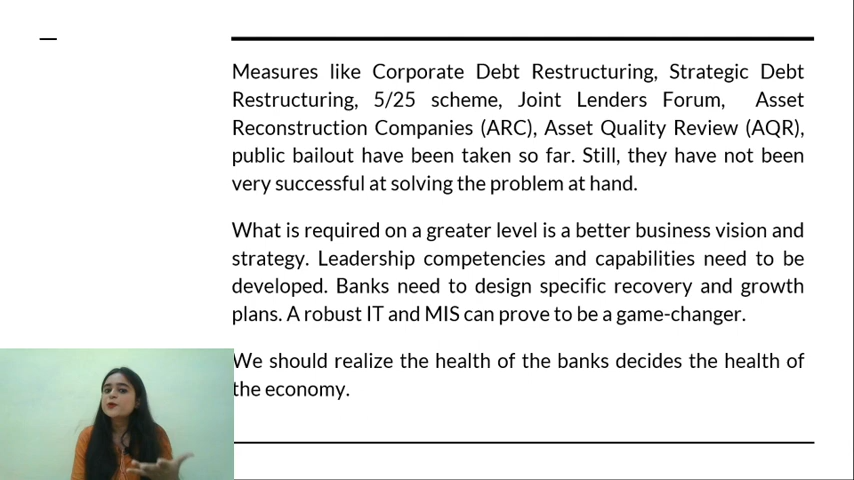 Measures like Corporate Debt Restructuring, Strategic Debt
Restructuring, 5/25 scheme, Joint Lenders Forum, Asset
Reconstruction Companies (ARC), Asset Quality Review (AQR),
public bailout have been taken so far. Still, they have not been
very successful at solving the problem at hand.
What is required on a greater level is a better business vision and
strategy. Leadership competencies and capabilities need to be
developed. Banks need to design specific recovery and growth
plans. A robust IT and MIS can prove to be a game-changer.
We should realize the health of the banks decides the health of
the economy.